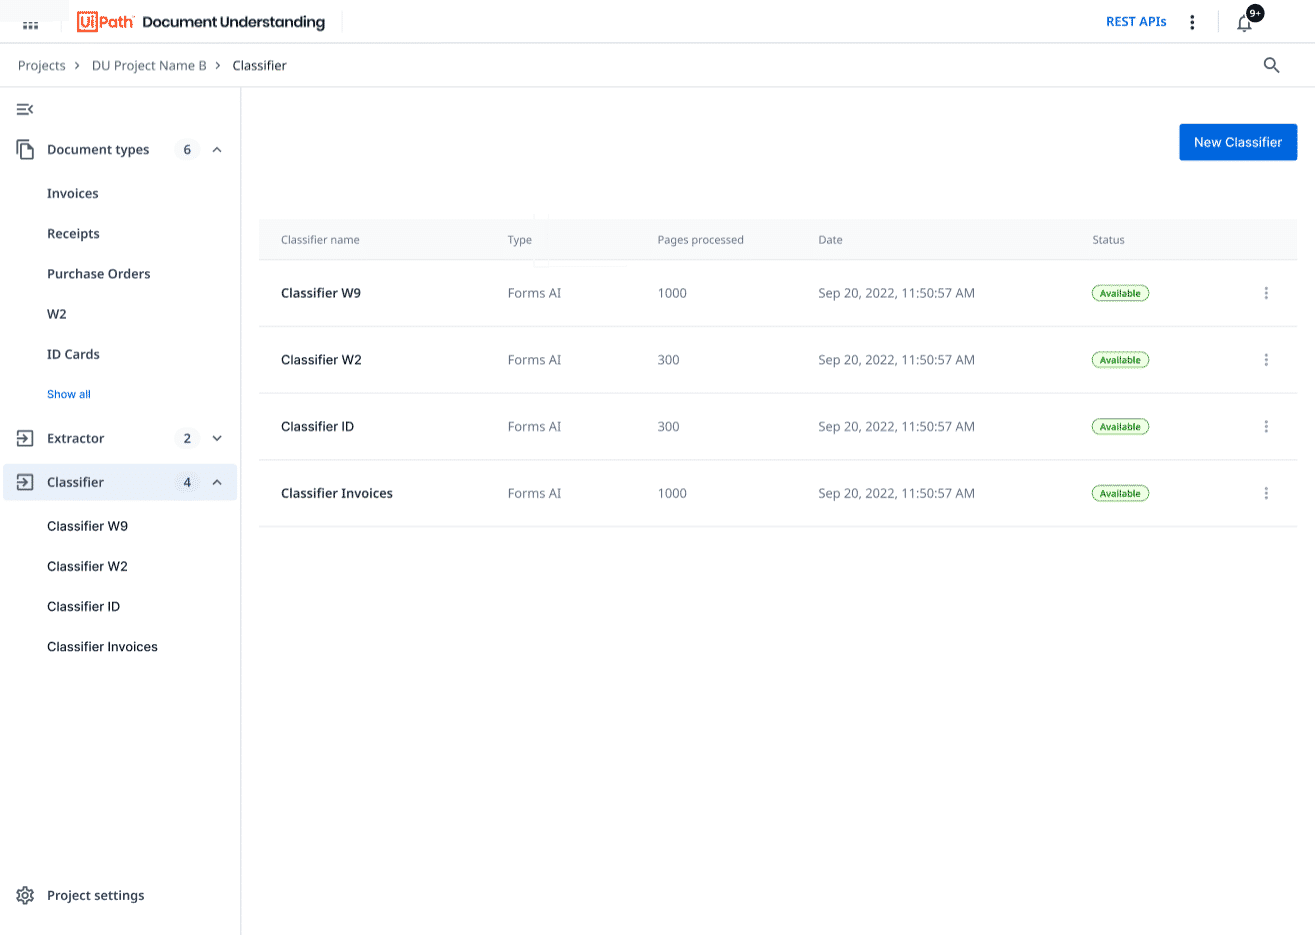 UiPath Document Understanding
REST APIs
9+
Projects > DU Project Name B > Classifier
Document types 6
Invoices
Receipts
Purchase Orders
W2
ID Cards
Show all
Extractor 2
Classifier 4
Classifier W9
Classifier W2
Classifier ID
Classifier Invoices
Project settings
New Classifier
Classifier name Type Pages processed Date Status
Classifier W9 Forms AI 1000 Sep 20, 2022, 11:50:57 AM Available
Classifier W2 Forms AI 300 Sep 20, 2022, 11:50:57 AM Available
Classifier ID Forms AI 300 Sep 20, 2022, 11:50:57 AM Available
Classifier Invoices Forms AI 1000 Sep 20, 2022, 11:50:57 AM Available